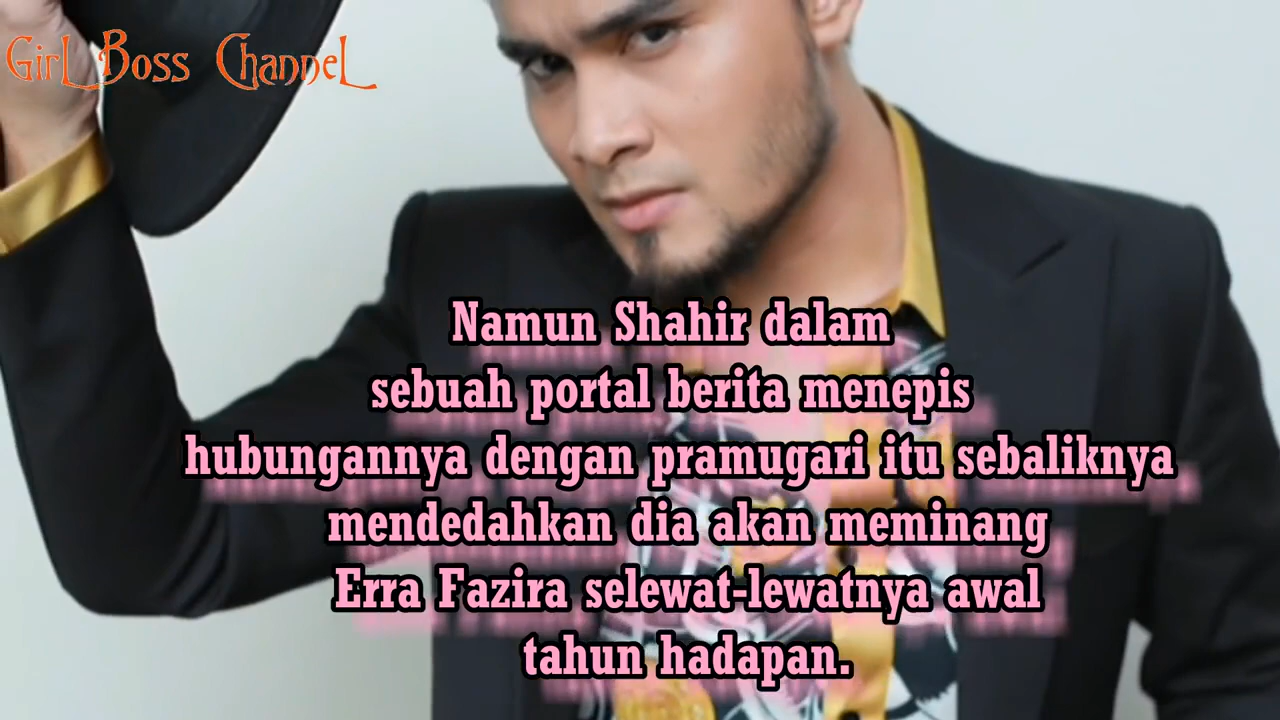 Girl Boss Channel
Namun Shahir dalam
sebuah portal berita menepis
hubungannya dengan pramugari itu sebaliknya
mendedahkan dia akan meminang
Erra Fazira selewat-lewatnya awal
tahun hadapan.